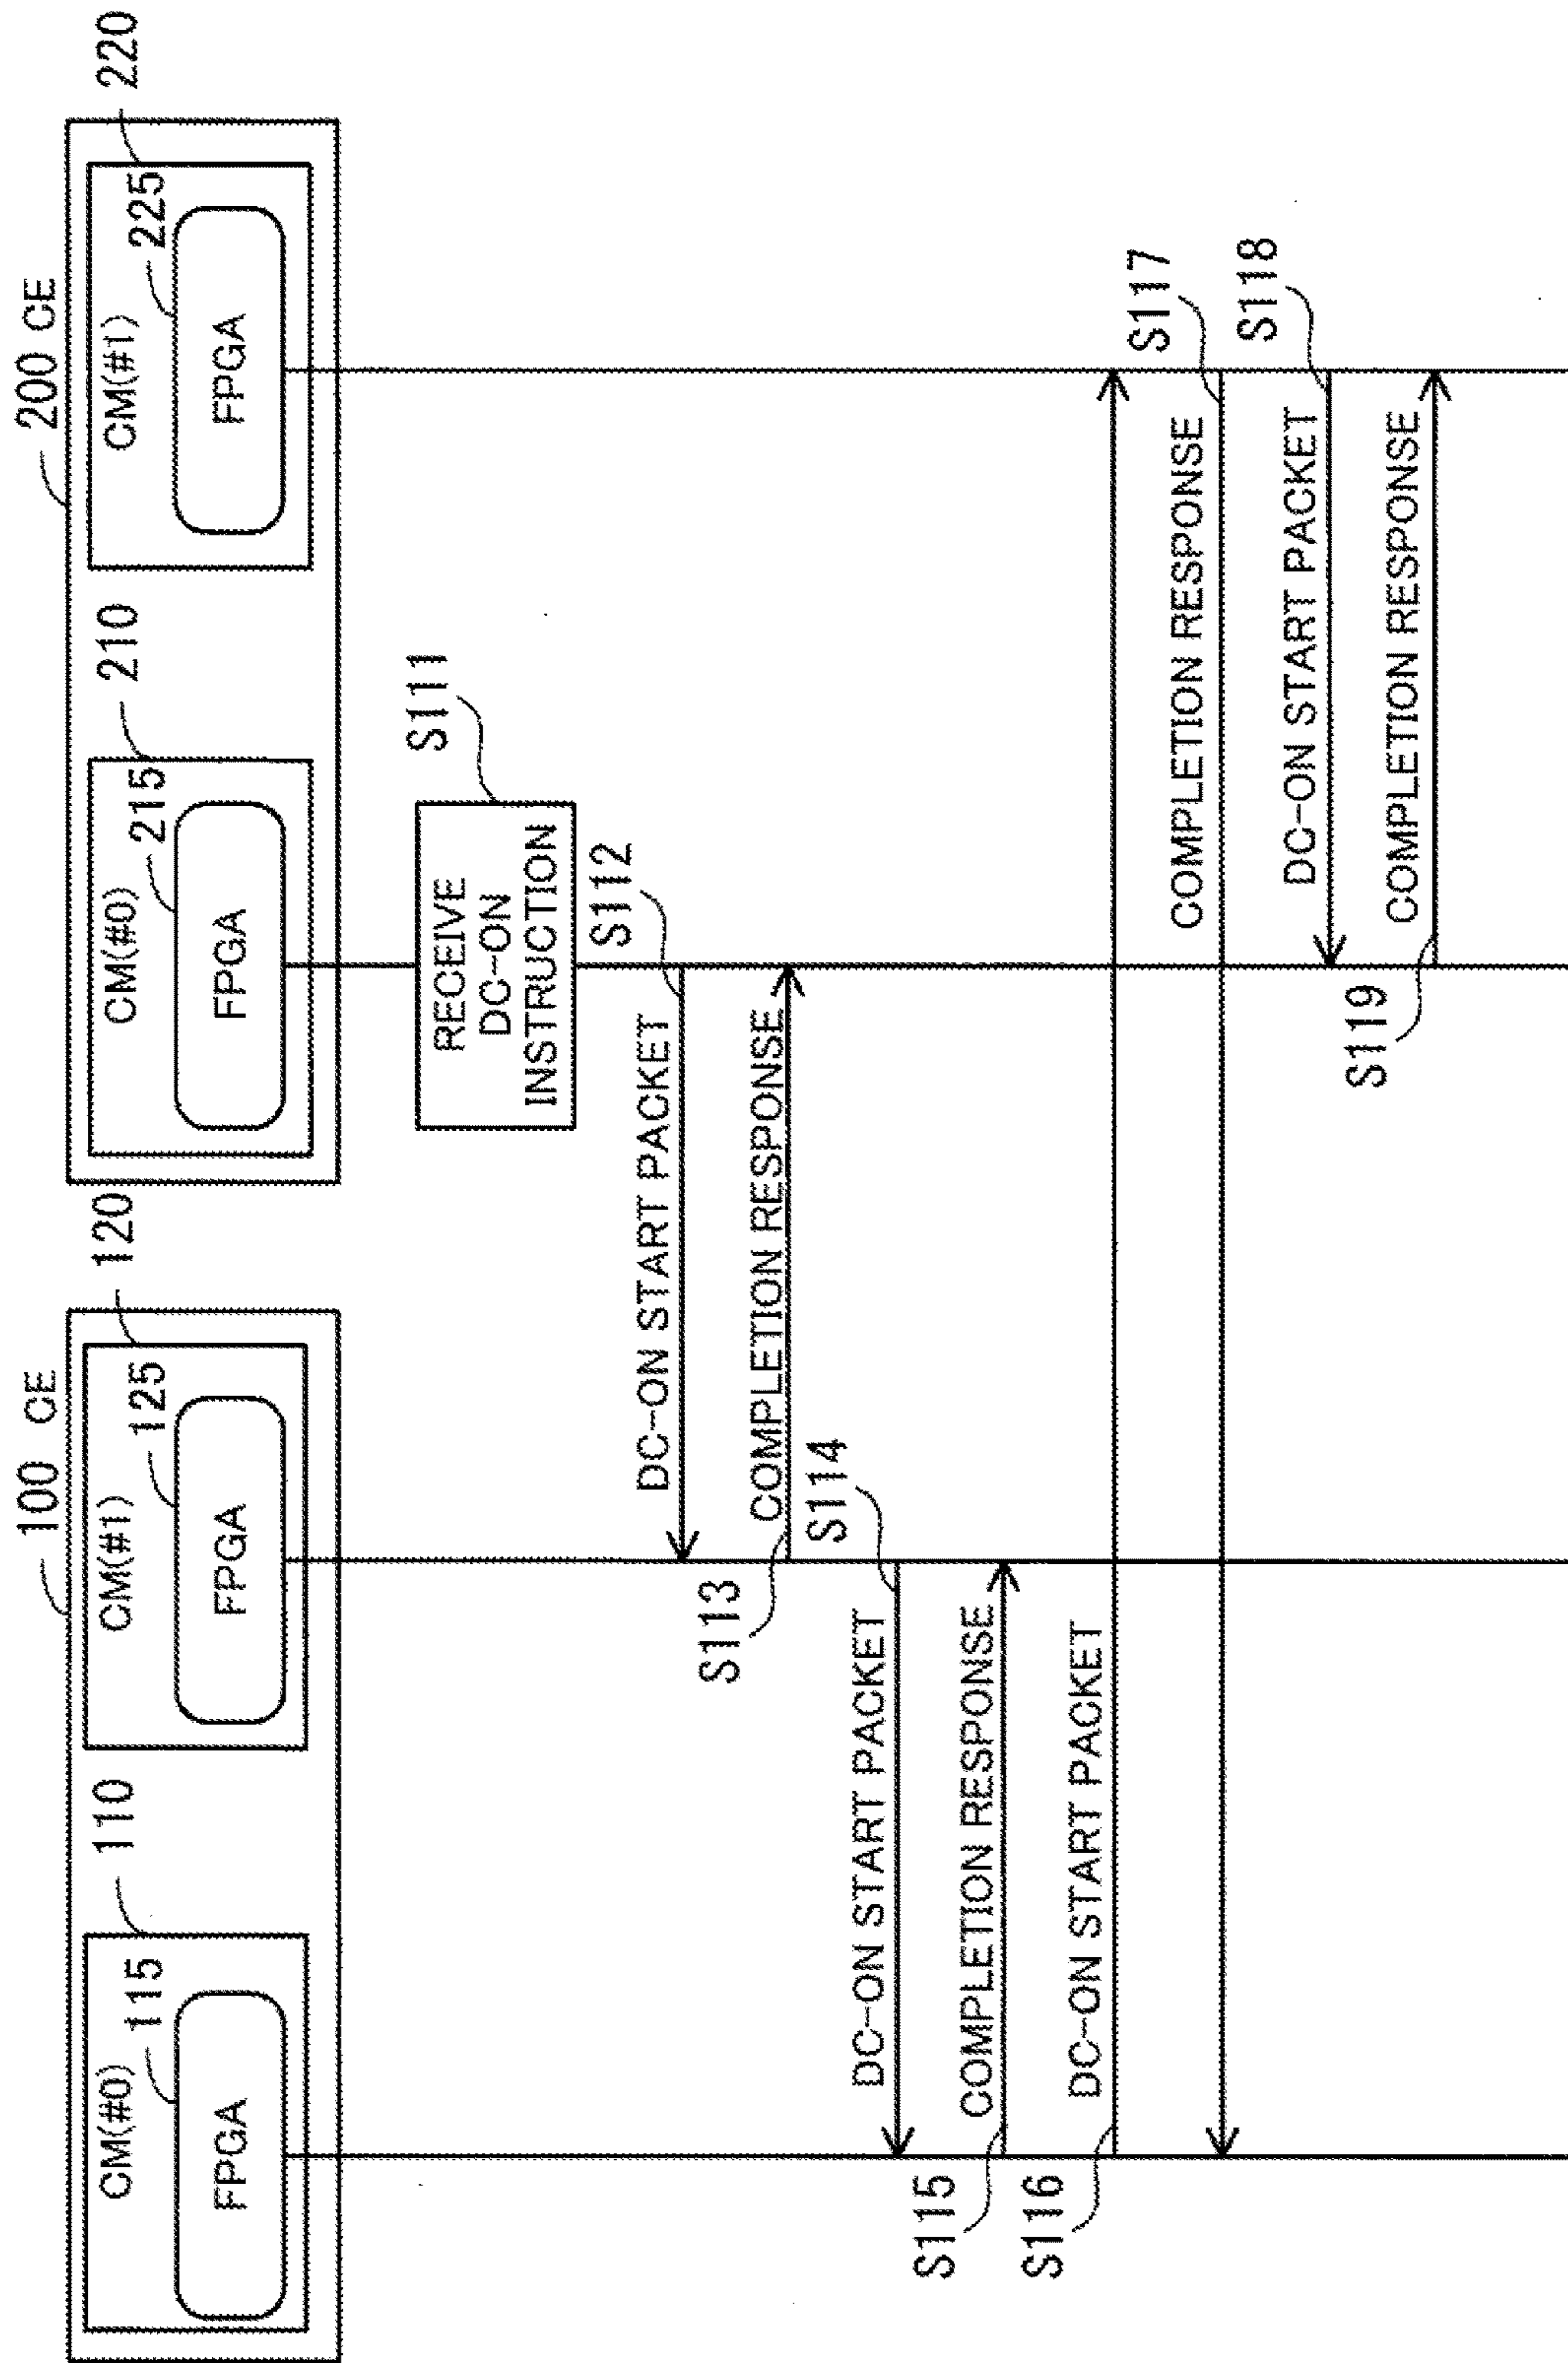 100 CE
200 CE
110
120
210
220
CM(#0)
115
CM(#1)
125
CM(#0)
215
CM(#1)
225
FPGA
FPGA
FPGA
FPGA
S111
RECEIVE
DC-ON
INSTRUCTION
S112
DC-ON START PACKET
S113
COMPLETION RESPONSE
S114
DC-ON START PACKET
S115
COMPLETION RESPONSE
S116
DC-ON START PACKET
S117
COMPLETION RESPONSE
S118
DC-ON START PACKET
S119
COMPLETION RESPONSE